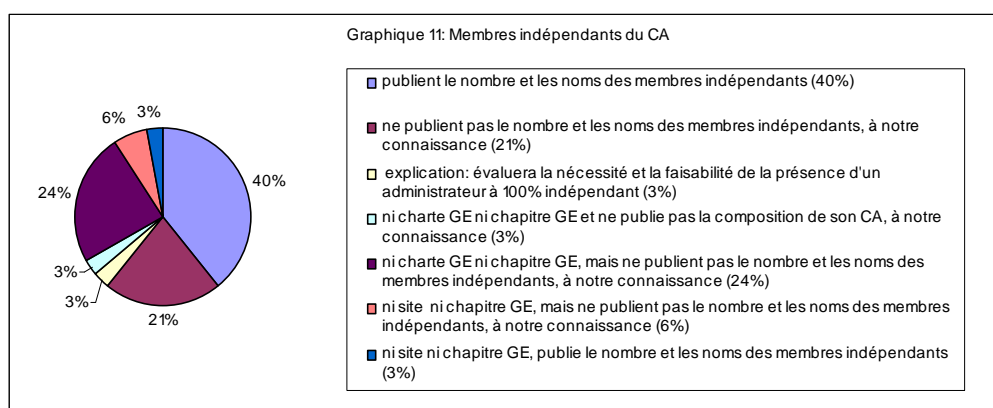 Graphique 11: Membres indépendants du CA
publient le nombre et les noms des membres indépendants (40%)
ne publient pas le nombre et les noms des membres indépendants, à notre
connaissance (21%)
explication: évaluera la nécessité et la faisabilité de la présence d'un
administrateur à 100% indépendant (3%)
ni charte GE ni chapitre GE et ne publie pas la composition de son CA, à notre
connaissance (3%)
ni charte GE ni chapitre GE, mais ne publient pas le nombre et les noms des
membres indépendants, à notre connaissance (24%)
ni site ni chapitre GE, mais ne publient pas le nombre et les noms des membres
indépendants, à notre connaissance (6%)
ni site ni chapitre GE, publie le nombre et les noms des membres indépendants
(3%)
6%
3%
40%
24%
3%
3%
21%